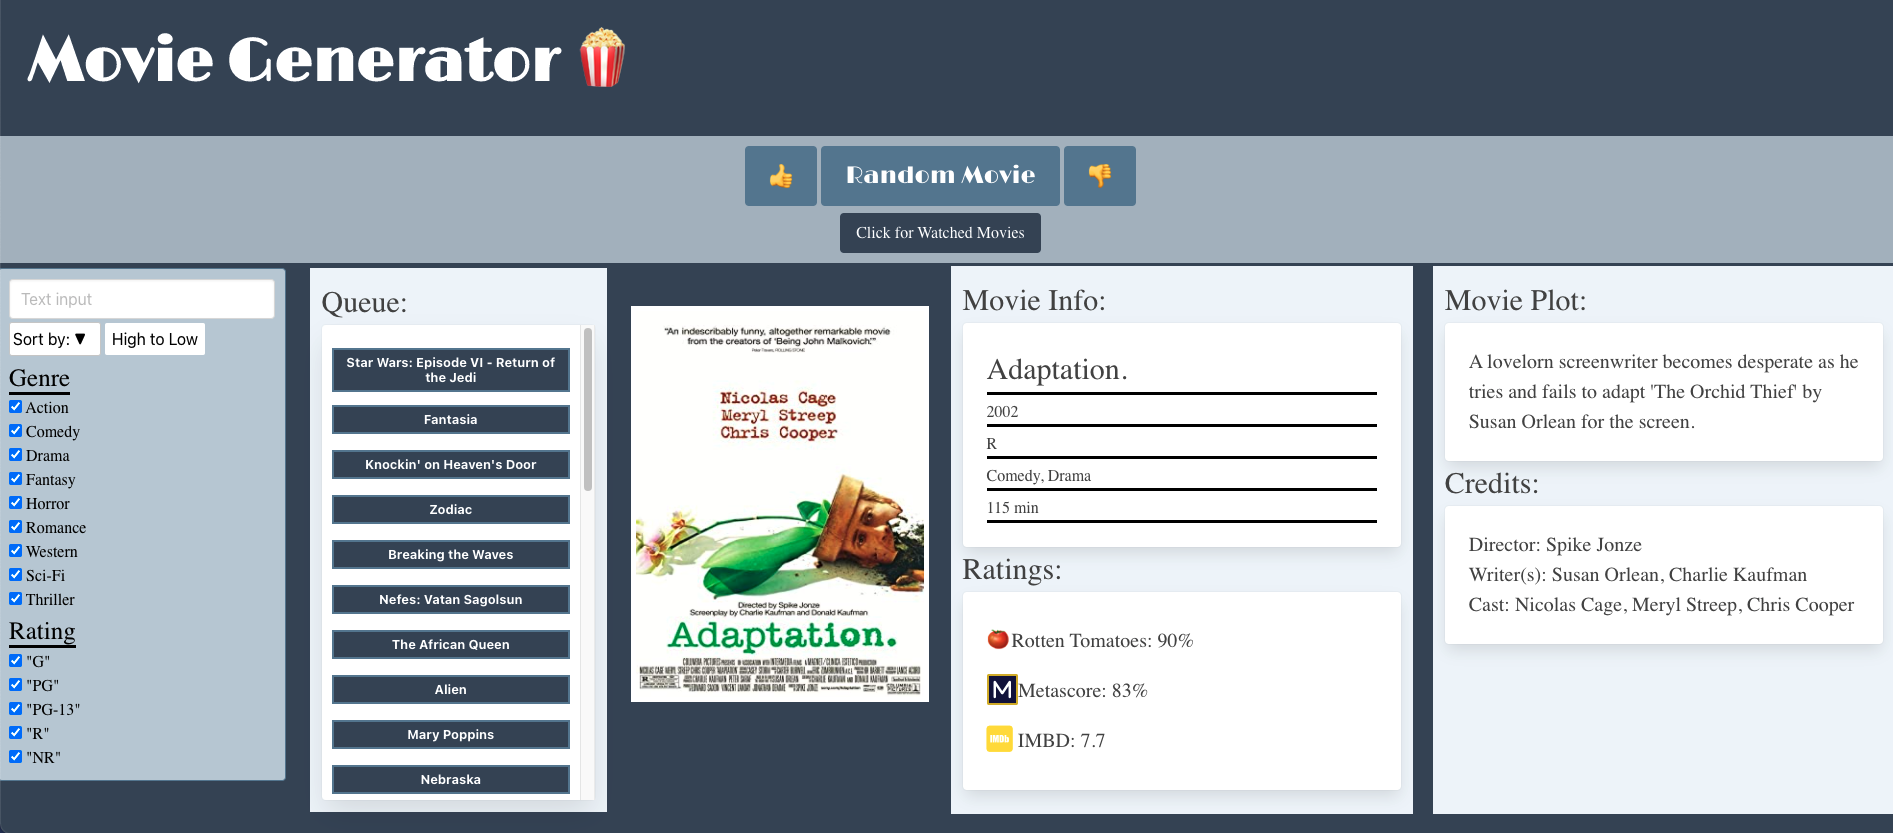 Movie Generator
Random Movie
Click for Watched Movies
Text input
Sort by: ▼
High to Low
Genre
Action
Comedy
Drama
Fantasy
Horror
Romance
Western
Sci-Fi
Thriller
Rating
"G"
"PG"
"PG-13"
"R"
"NR"
Queue:
Star Wars: Episode VI - Return of
the Jedi
Fantasia
Knockin' on Heaven's Door
Zodiac
Breaking the Waves
Nefes: Vatan Sagolsun
The African Queen
Alien
Mary Poppins
Nebraska
"An indescribably funny, altogether remarkable movie
from the creators of 'Being John Malkovich.'"
Peter Travers, ROLLING STONE
Nicolas Cage
Meryl Streep
Chris Cooper
Directed by Spike Jonze
Screenplay by Charlie Kaufman and Donald Kaufman
Adaptation.
Movie Info:
Adaptation.
2002
R
Comedy, Drama
115 min
Ratings:
Rotten Tomatoes: 90%
M
Metascore: 83%
IMDb
IMBD: 7.7
Movie Plot:
A lovelorn screenwriter becomes desperate as he
tries and fails to adapt 'The Orchid Thief' by
Susan Orlean for the screen.
Credits:
Director: Spike Jonze
Writer(s): Susan Orlean, Charlie Kaufman
Cast: Nicolas Cage, Meryl Streep, Chris Cooper